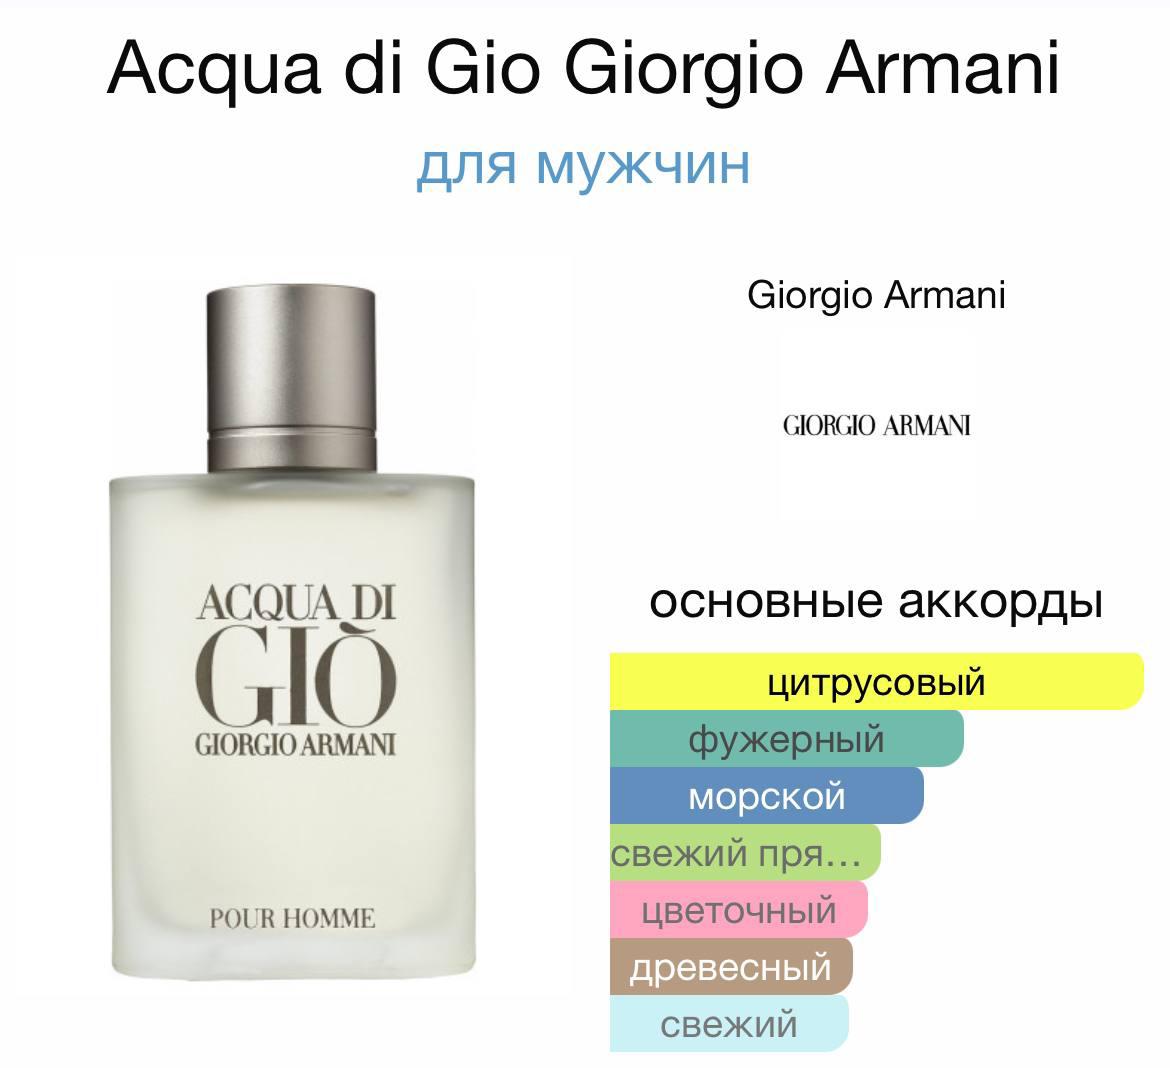 Acqua di Gio Giorgio Armani
для мужчин
ACQUA DI
GIÒ
GIORGIO ARMANI
POUR HOMME
Giorgio Armani
GIORGIO ARMANI
основные аккорды
цитрусовый
фужерный
морской
свежий пря...
цветочный
древесный
свежий